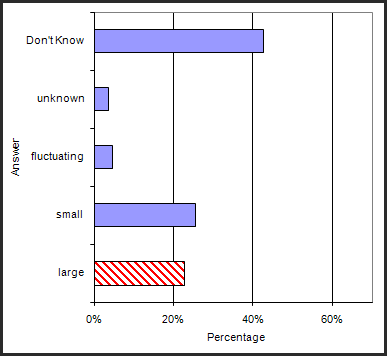 Don't Know
unknown
fluctuating
small
large
Answer
0% 20% 40% 60%
Percentage